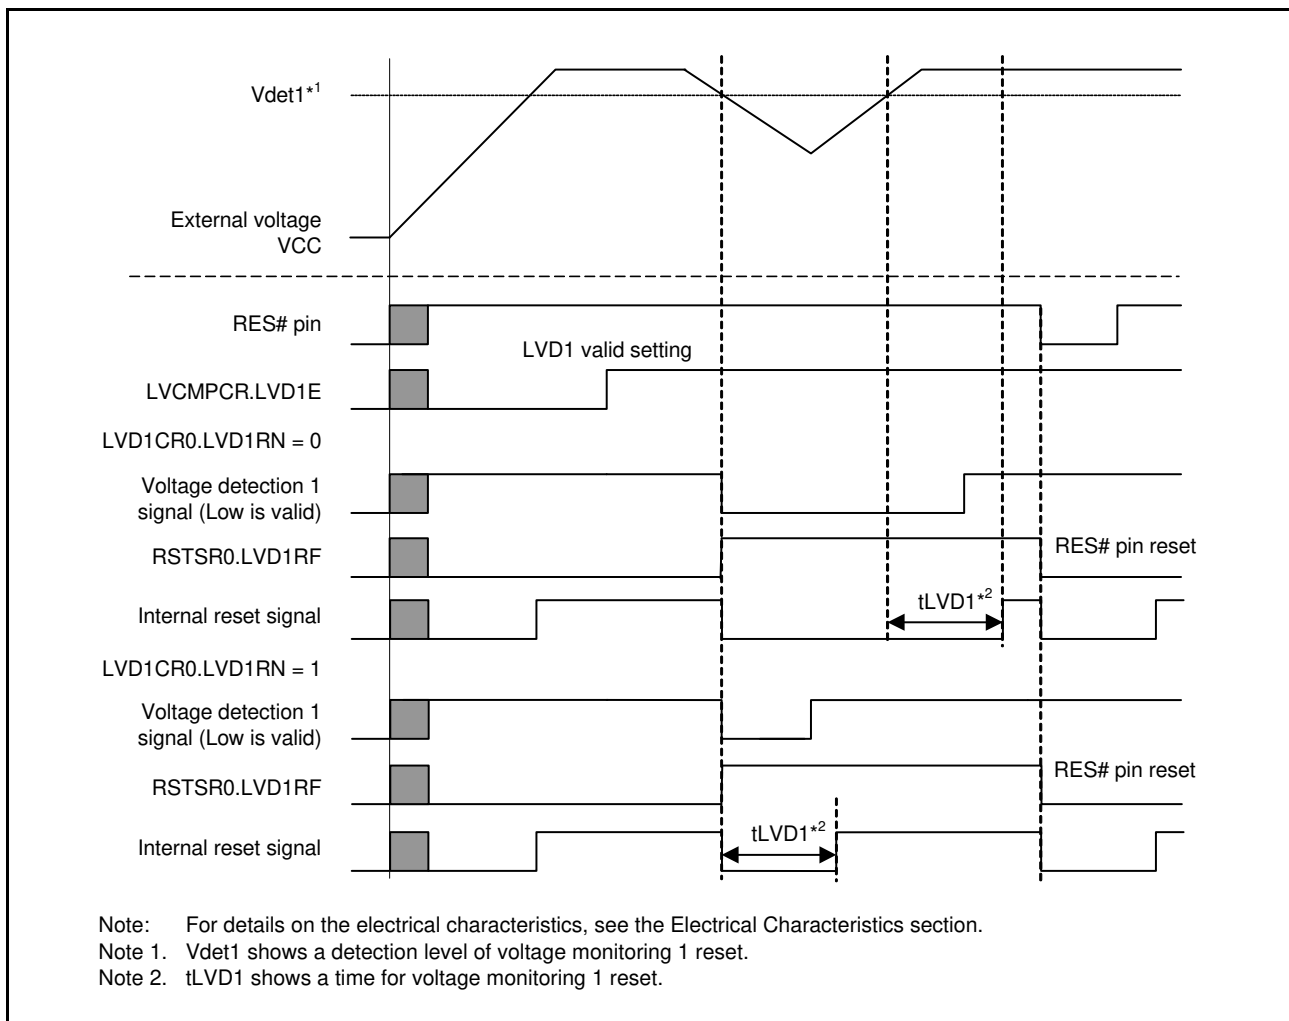 Vdet1*1
External voltage
VCC
RES# pin
LVD1 valid setting
LVCMPCR.LVD1E
LVD1CR0.LVD1RN = 0
Voltage detection 1
signal (Low is valid)
RSTSR0.LVD1RF
RES# pin reset
Internal reset signal
tLVD1*2
LVD1CR0.LVD1RN = 1
Voltage detection 1
signal (Low is valid)
RSTSR0.LVD1RF
RES# pin reset
Internal reset signal
tLVD1*2
Note: For details on the electrical characteristics, see the Electrical Characteristics section.
Note 1. Vdet1 shows a detection level of voltage monitoring 1 reset.
Note 2. tLVD1 shows a time for voltage monitoring 1 reset.